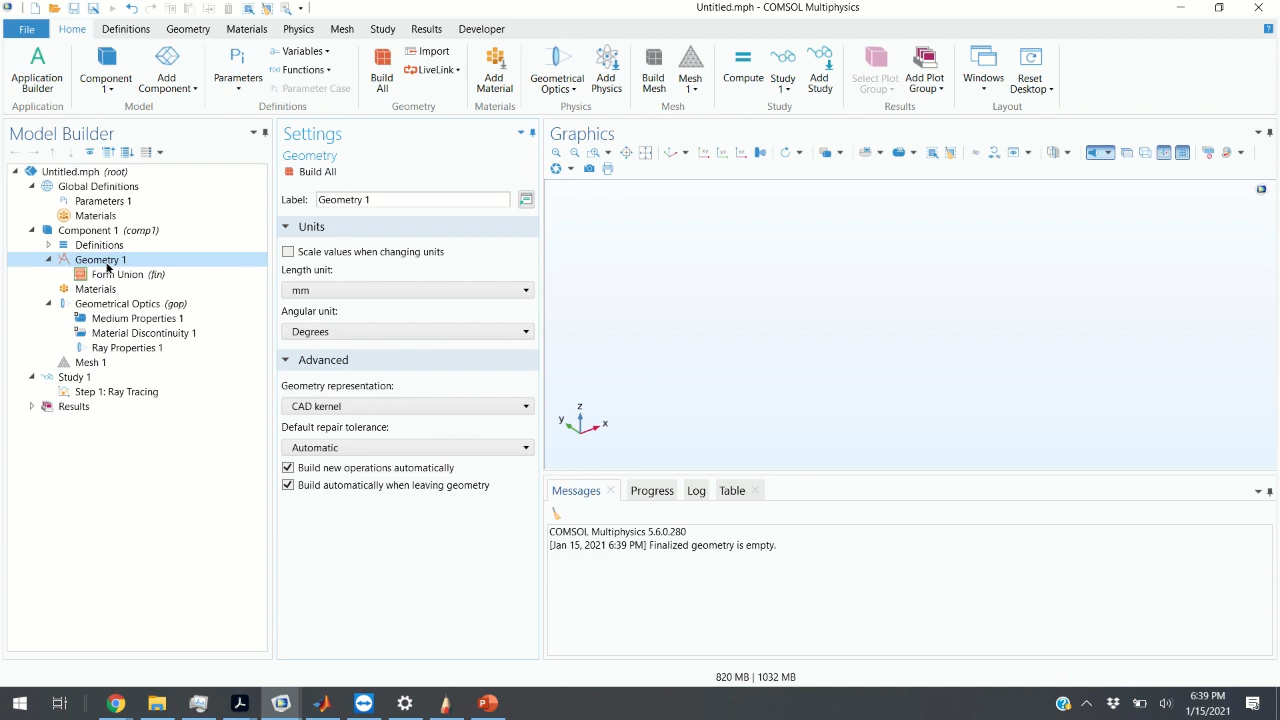 Untitled.mph - COMSOL Multiphysics
File Home Definitions Geometry Materials Physics Mesh Study Results Developer
Application Builder
Component 1
Add Component
Parameters
a= Variables
f(x) Functions
Pi Parameter Case
Build All
Import
LiveLink
Add Material
Geometrical Optics
Add Physics
Build Mesh
Mesh 1
Compute
Study 1
Add Study
Select Plot Group
Add Plot Group
Windows
Reset Desktop
Application Model Definitions Geometry Materials Physics Mesh Study Results Layout
Model Builder
Untitled.mph (root)
Global Definitions
Pi Parameters 1
Materials
Component 1 (comp1)
Definitions
Geometry 1
Form Union (fin)
Materials
Geometrical Optics (gop)
Medium Properties 1
Material Discontinuity 1
Ray Properties 1
Mesh 1
Study 1
Step 1: Ray Tracing
Results
Settings
Geometry
Build All
Label: Geometry 1
Units
Scale values when changing units
Length unit:
mm
Angular unit:
Degrees
Advanced
Geometry representation:
CAD kernel
Default repair tolerance:
Automatic
Build new operations automatically
Build automatically when leaving geometry
Graphics
z
y
x
Messages Progress Log Table
COMSOL Multiphysics 5.6.0.280
[Jan 15, 2021 6:39 PM] Finalized geometry is empty.
820 MB | 1032 MB
6:39 PM
1/15/2021